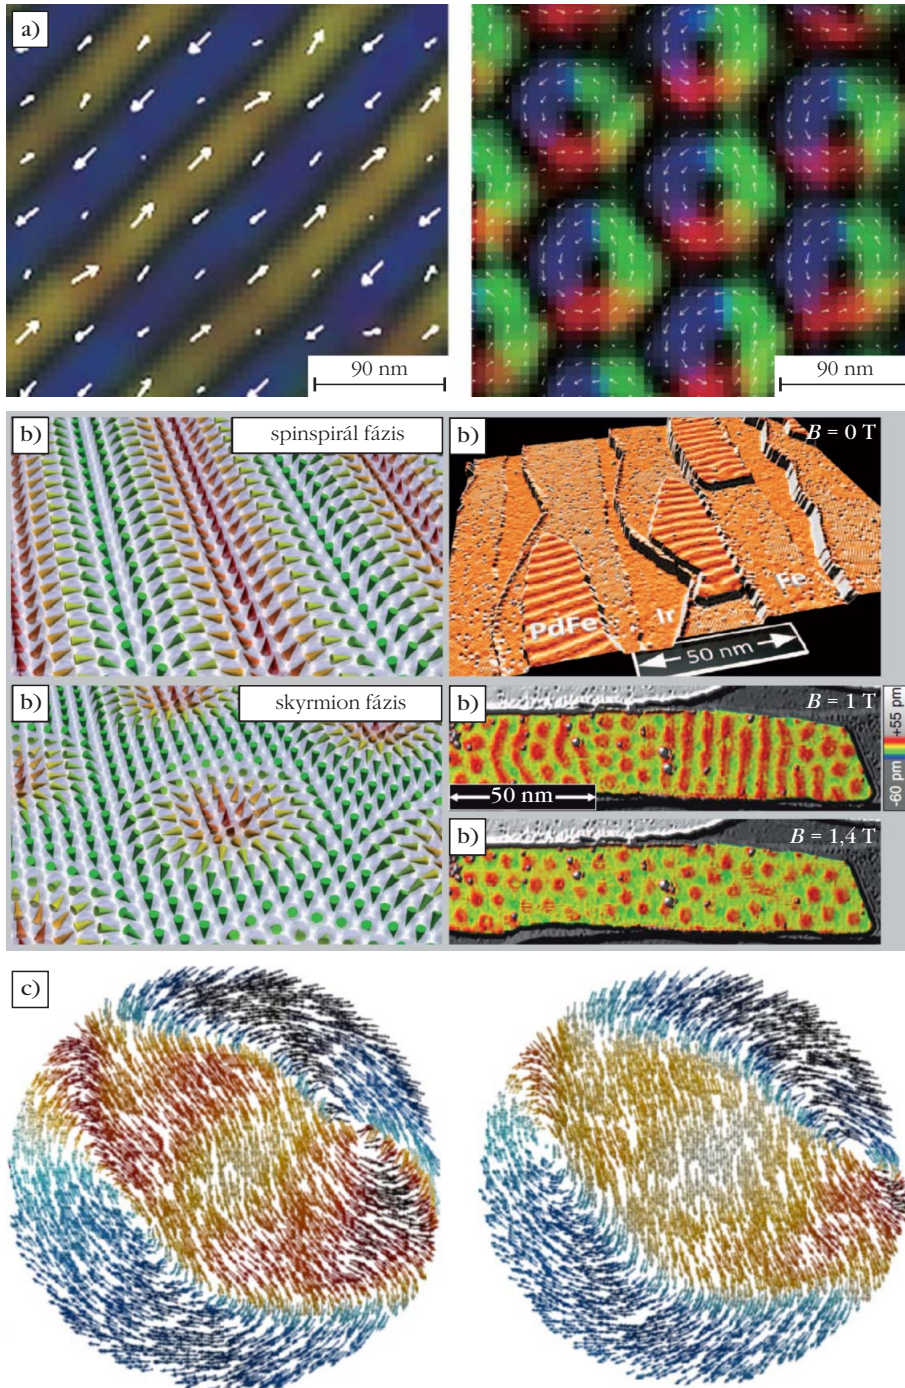 a)
90 nm
90 nm
b)
spinspirál fázis
b)
B = 0 T
PdFe
Ir
Fe
50 nm
b)
skyrmion fázis
b)
B = 1 T
+55 pm
-60 pm
50 nm
b)
B = 1,4 T
c)